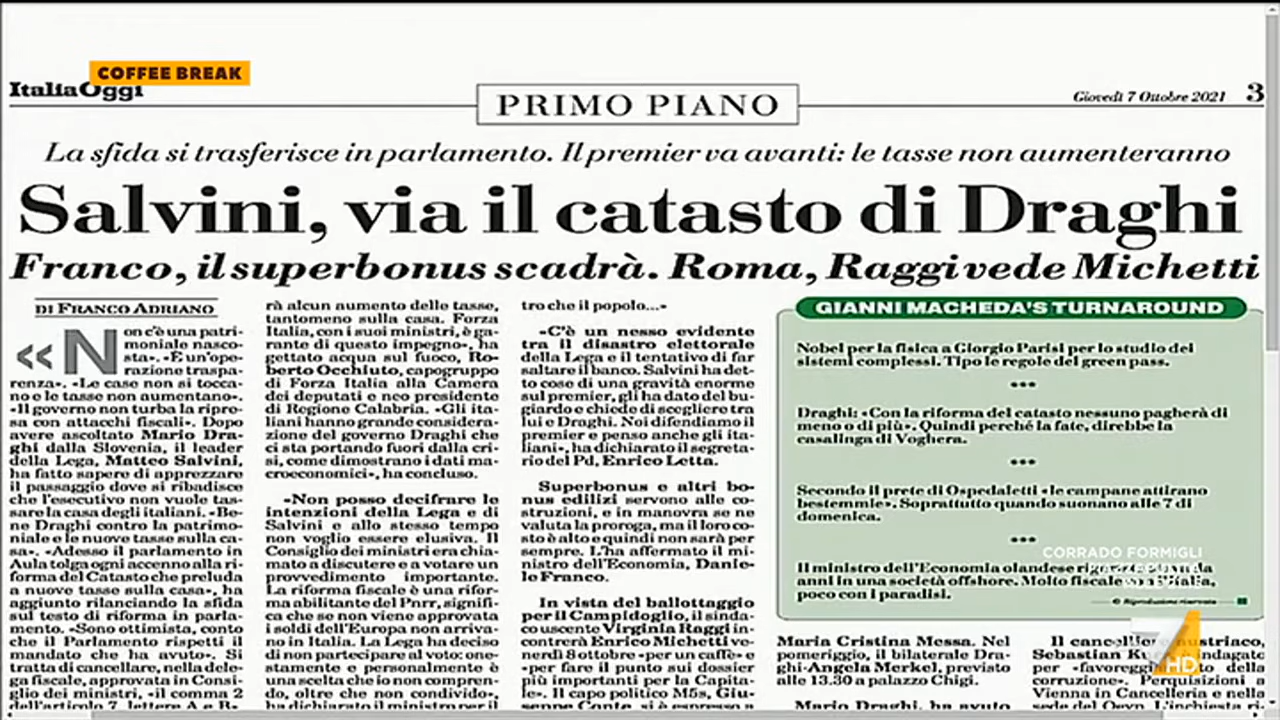 COFFEE BREAK
ItaliaOggi
PRIMO PIANO
Giovedì 7 Ottobre 2021 3
La sfida si trasferisce in parlamento. Il premier va avanti: le tasse non aumenteranno
Salvini, via il catasto di Draghi
Franco, il superbonus scadrà. Roma, Raggi vede Michetti
DI FRANCO ADRIANO
«Non c'è una patri-
moniale nasco-
sta». «È un'ope-
razione traspa-
renza». «Le case non si tocca-
no e le tasse non aumentano».
«Il governo non turba la ripre-
sa con attacchi fiscali». Dopo
avere ascoltato Mario Dra-
ghi dalla Slovenia, il leader
della Lega, Matteo Salvini,
ha fatto sapere di apprezzare
il passaggio dove si ribadisce
che l'esecutivo non vuole tas-
sare la casa degli italiani. «Be-
ne Draghi contro la patrimo-
niale e le nuove tasse sulla ca-
sa». «Adesso il parlamento in
Aula tolga ogni accenno alla ri-
forma del Catasto che preluda
a nuove tasse sulla casa», ha
aggiunto rilanciando la sfida
sul testo di riforma in parla-
mento. «Sono ottimista, conto
che il Parlamento rispetti il
mandato che ha avuto». Si
tratta di cancellare, nella dele-
ga fiscale, approvata in Consi-
glio dei ministri, «il comma 2
dell'articolo 7, lettere A e B-
rà alcun aumento delle tasse,
tantomeno sulla casa. Forza
Italia, con i suoi ministri, è ga-
rante di questo impegno», ha
gettato acqua sul fuoco, Ro-
berto Occhiuto, capogruppo
di Forza Italia alla Camera
dei deputati e neo presidente
di Regione Calabria. «Gli ita-
liani hanno grande considera-
zione del governo Draghi che
ci sta portando fuori dalla cri-
si, come dimostrano i dati ma-
croeconomici», ha concluso.
«Non posso decifrare le
intenzioni della Lega e di
Salvini e allo stesso tempo
non voglio essere elusiva. Il
Consiglio dei ministri era chia-
mato a discutere e a votare un
provvedimento importante.
La riforma fiscale è una rifor-
ma abilitante del Pnrr, signifi-
ca che se non viene approvata
i soldi dell'Europa non arriva-
no in Italia. La Lega ha deciso
di non partecipare al voto: one-
stamente e personalmente è
una scelta che io non compren-
do, oltre che non condivido»,
ha dichiarato il ministro per il
tro che il popolo...»
«C'è un nesso evidente
tra il disastro elettorale
della Lega e il tentativo di far
saltare il banco. Salvini ha det-
to cose di una gravità enorme
sul premier, gli ha dato del bu-
giardo e chiede di scegliere tra
lui e Draghi. Noi difendiamo il
premier e penso anche gli ita-
liani», ha dichiarato il segreta-
rio del Pd, Enrico Letta.
Superbonus e altri bo-
nus edilizi servono alle co-
struzioni, e in manovra se ne
valuta la proroga, ma il loro co-
sto è alto e quindi non sarà per
sempre. L'ha affermato il mi-
nistro dell'Economia, Danie-
le Franco.
In vista del ballottaggio
per il Campidoglio, il sinda-
co uscente Virginia Raggi in-
contrerà Enrico Michetti ve-
nerdì 8 ottobre «per un caffè» e
«per fare il punto sui dossier
più importanti per la Capita-
le». Il capo politico M5s, Giu-
seppe Conte, si è espresso a
GIANNI MACHEDA'S TURNAROUND
Nobel per la fisica a Giorgio Parisi per lo studio dei
sistemi complessi. Tipo le regole del green pass.
***
Draghi: «Con la riforma del catasto nessuno pagherà di
meno o di più». Quindi perché la fate, direbbe la
casalinga di Voghera.
***
Secondo il prete di Ospedaletti «le campane attirano
bestemmie». Soprattutto quando suonano alle 7 di
domenica.
***
Il ministro dell'Economia olandese
anni in una società offshore. Molto fiscale
poco con i paradisi.
© Riproduzione riservata
CORRADO FORMIGLI
Maria Cristina Messa. Nel
pomeriggio, il bilaterale Dra-
ghi-Angela Merkel, previsto
alle 13.30 a palazzo Chigi.
Mario Draghi, ha avuto
Il austriaco,
Sebastian indagato
per della
corruzione». Perquisizioni a
Vienna in Cancelleria e nella
sede del Oevp. L'inchiesta ri-
7 HD